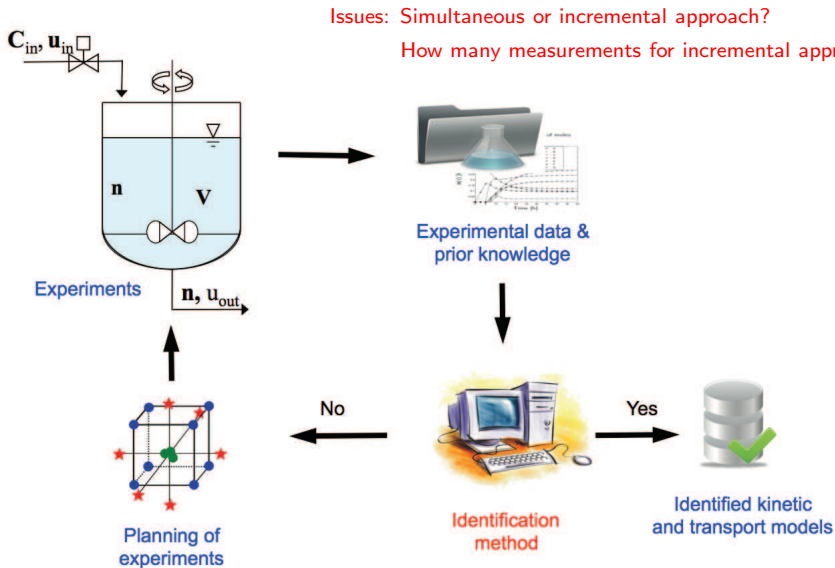 Issues: Simultaneous or incremental approach?
How many measurements for incremental
C_in, u_in
n
V
Experiments
n, u_out
Experimental data &
prior knowledge
Time [h]
No
Yes
Planning of
experiments
Identification
method
Identified kinetic
and transport models